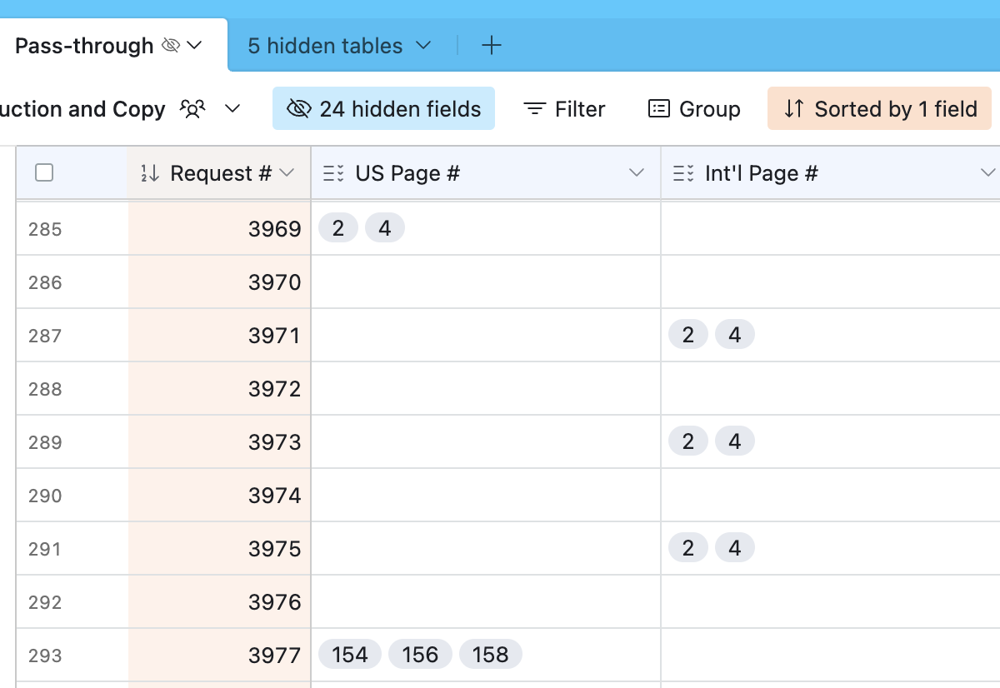 Pass-through 5 hidden tables
uction and Copy 24 hidden fields Filter Group Sorted by 1 field
Request # US Page # Int'l Page #
285 3969 2 4
286 3970
287 3971 2 4
288 3972
289 3973 2 4
290 3974
291 3975 2 4
292 3976
293 3977 154 156 158